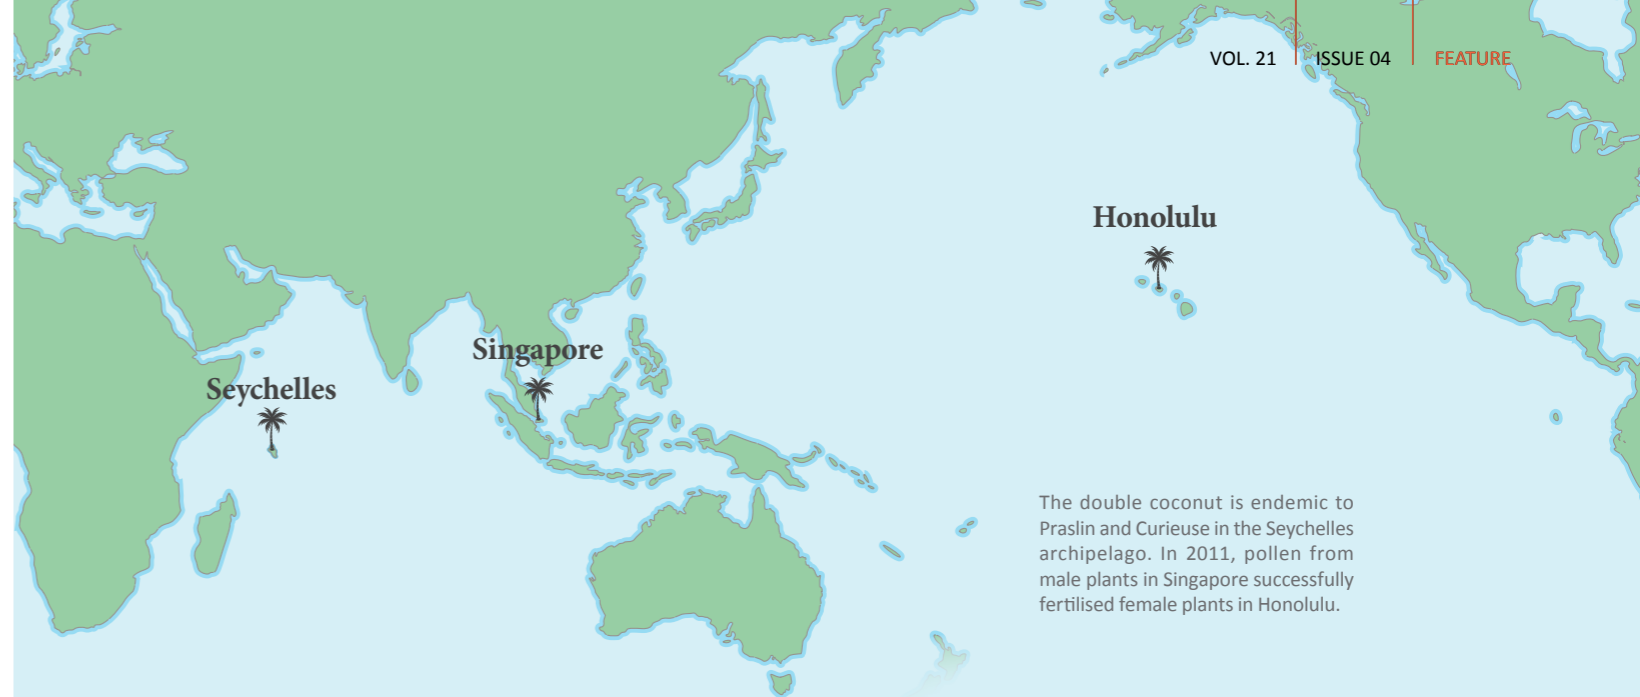 VOL. 21 ISSUE 04 FEATURE
Honolulu
Singapore
Seychelles
The double coconut is endemic to
Praslin and Curieuse in the Seychelles
archipelago. In 2011, pollen from
male plants in Singapore successfully
fertilised female plants in Honolulu.